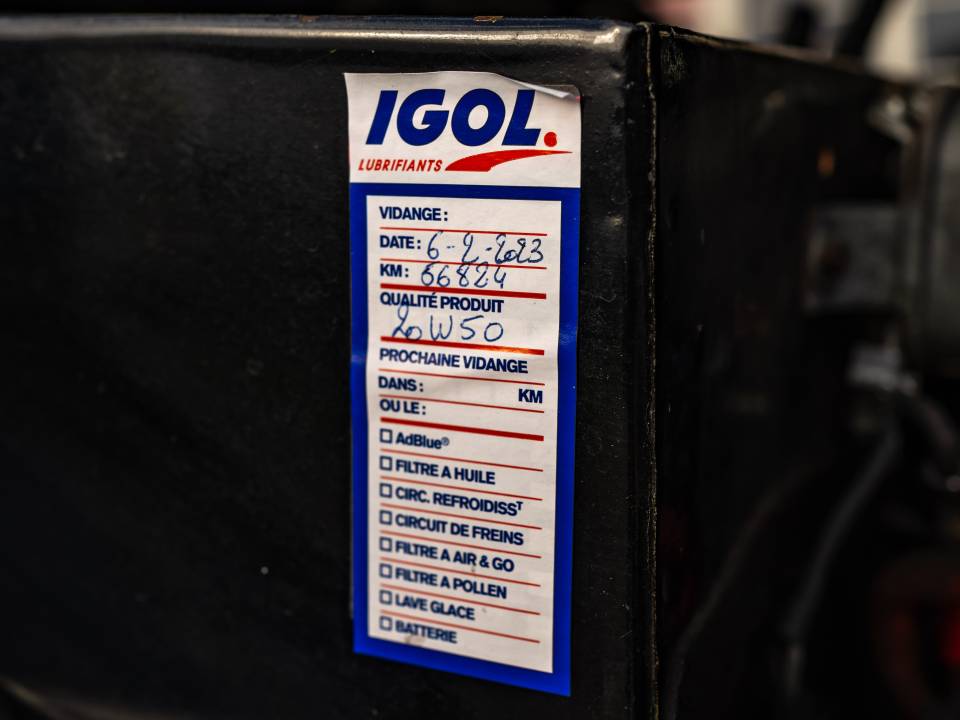 IGOL.
LUBRIFIANTS
VIDANGE :
DATE : 6-2-2023
KM : 66824
QUALITÉ PRODUIT
20W50
PROCHAINE VIDANGE
DANS : KM
OU LE :
AdBlue®
FILTRE A HUILE
CIRC. REFROIDISSᵀ
CIRCUIT DE FREINS
FILTRE A AIR & GO
FILTRE A POLLEN
LAVE GLACE
BATTERIE